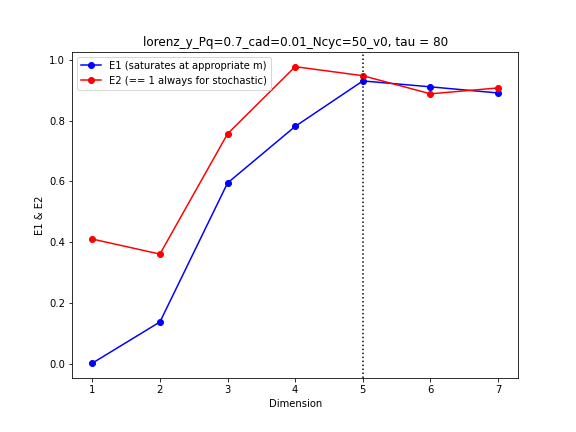 lorenz_y_Pq=0.7_cad=0.01_Ncyc=50_v0, tau = 80
E1 (saturates at appropriate m)
E2 (== 1 always for stochastic)
1.0
0.8
0.6
0.4
0.2
0.0
E1 & E2
1 2 3 4 5 6 7
Dimension